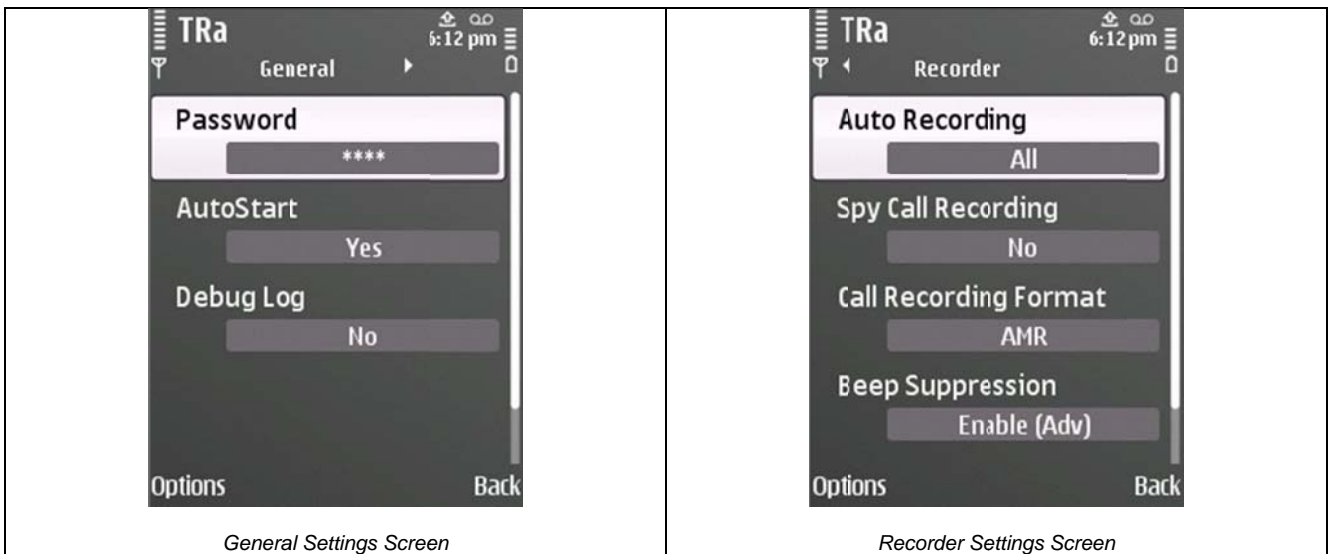 TRa
6:12 pm
General
Password
****
AutoStart
Yes
Debug Log
No
Options Back
General Settings Screen
TRa
6:12 pm
Recorder
Auto Recording
All
Spy Call Recording
No
Call Recording Format
AMR
Beep Suppression
Enable (Adv)
Options Back
Recorder Settings Screen